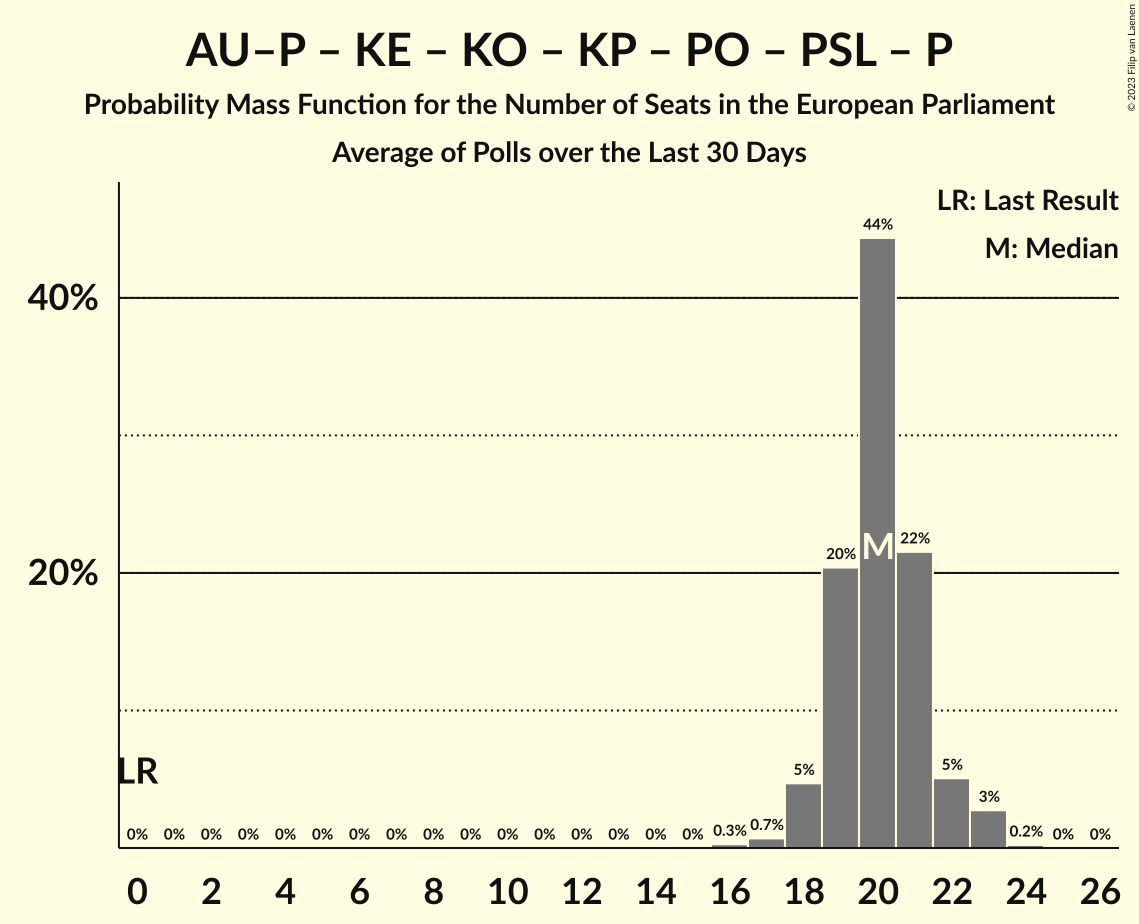 AU–P – KE – KO – KP – PO – PSL – P
Probability Mass Function for the Number of Seats in the European Parliament
Average of Polls over the Last 30 Days
© 2023 Filip van Laenen
LR: Last Result
M: Median
44%
40%
22%
20%
M
20%
LR
5%
5%
3%
0% 0% 0% 0% 0% 0% 0% 0% 0% 0% 0% 0% 0% 0% 0% 0% 0.3% 0.7% 0.2% 0% 0%
0 2 4 6 8 10 12 14 16 18 20 22 24 26